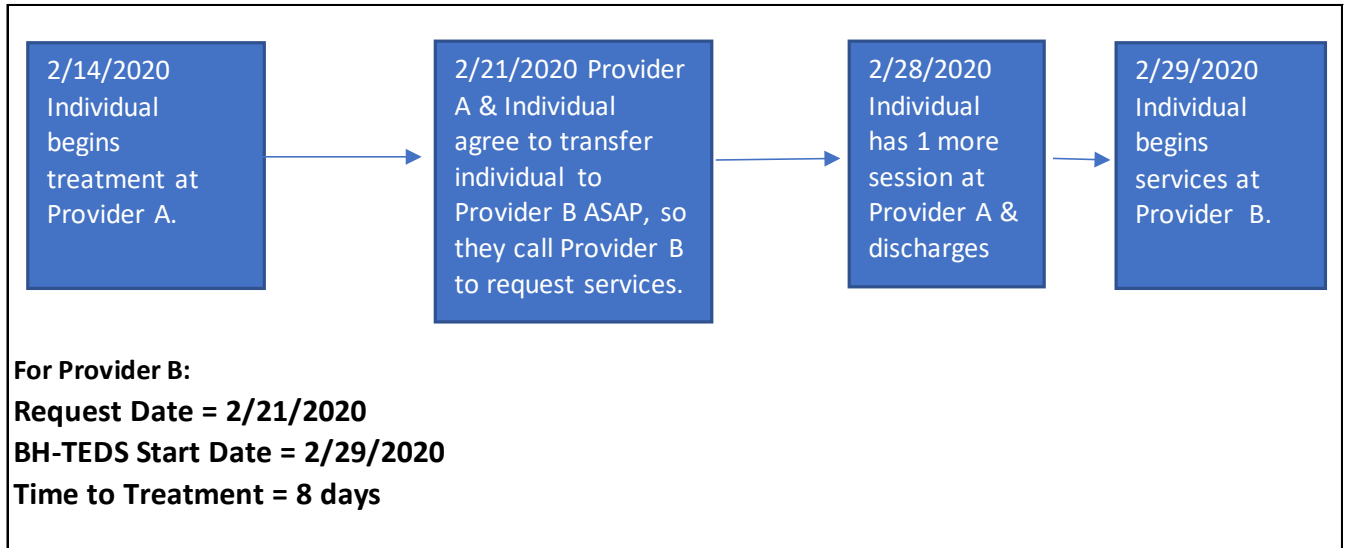 2/14/2020
Individual
begins
treatment at
Provider A.
2/21/2020 Provider
A & Individual
agree to transfer
individual to
Provider B ASAP, so
they call Provider B
to request services.
2/28/2020
Individual
has 1 more
session at
Provider A &
discharges
2/29/2020
Individual
begins
services at
Provider B.
For Provider B:
Request Date = 2/21/2020
BH-TEDS Start Date = 2/29/2020
Time to Treatment = 8 days